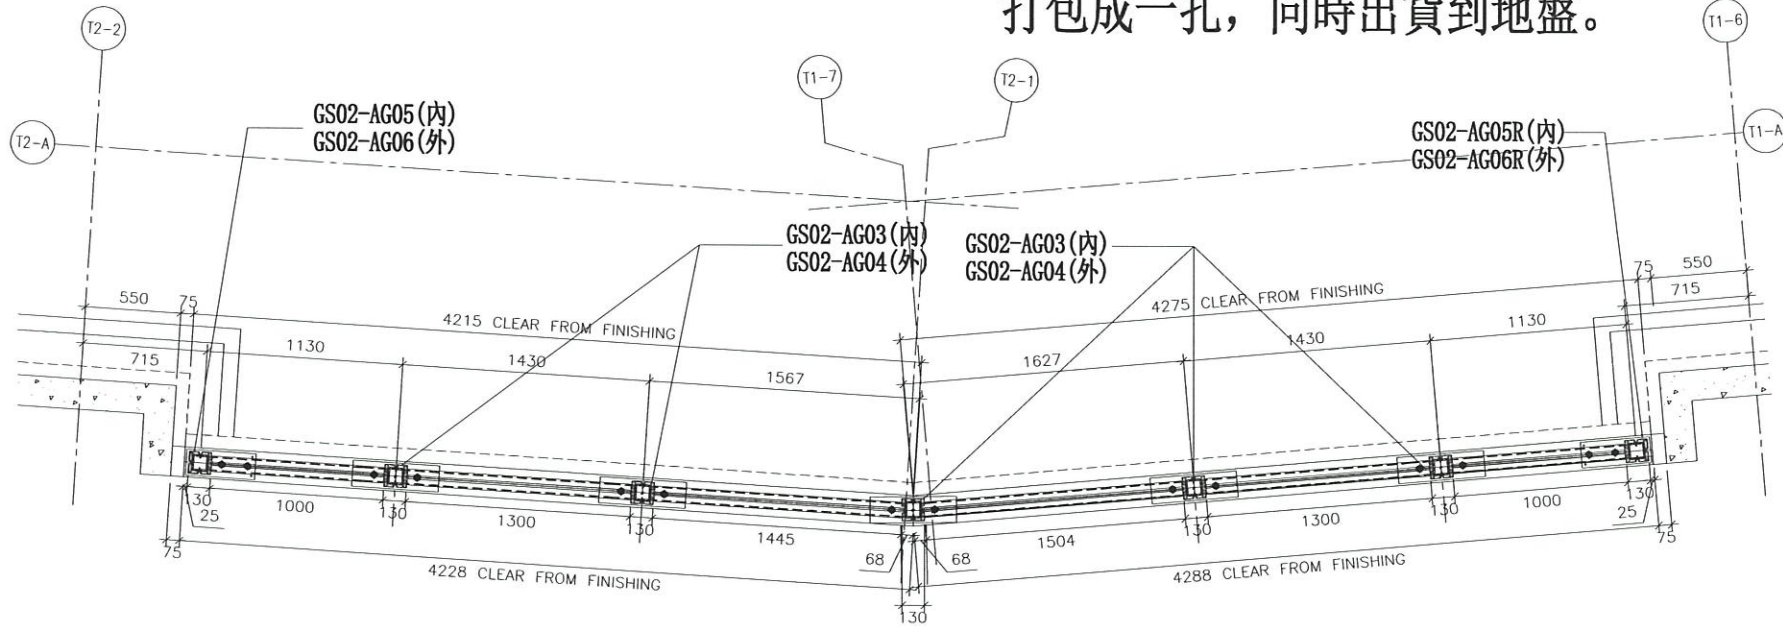 打包成一扎，同時出貨到地盤。
T2-2
T1-7
T2-1
T1-6
T2-A
T1-A
GS02-AG05(內)
GS02-AG06(外)
GS02-AG05R(內)
GS02-AG06R(外)
GS02-AG03(內)
GS02-AG04(外)
GS02-AG03(內)
GS02-AG04(外)
550
75
4215 CLEAR FROM FINISHING
4275 CLEAR FROM FINISHING
75
550
715
715
1130
1430
1567
1627
1430
1130
130
25
1000
130
1300
130
1445
68
68
1504
130
1300
130
1000
130
25
75
4228 CLEAR FROM FINISHING
4288 CLEAR FROM FINISHING
75
130